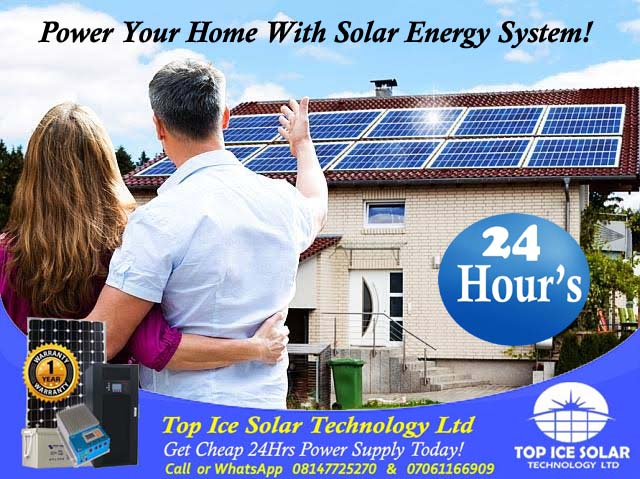 Power Your Home With Solar Energy System!
24
Hour's
WARRANTY
1
YEAR
WARRANTY
Top Ice Solar Technology Ltd
Get Cheap 24Hrs Power Supply Today!
Call or WhatsApp 08147725270 & 07061166909
TOP ICE SOLAR
TECHNOLOGY LTD